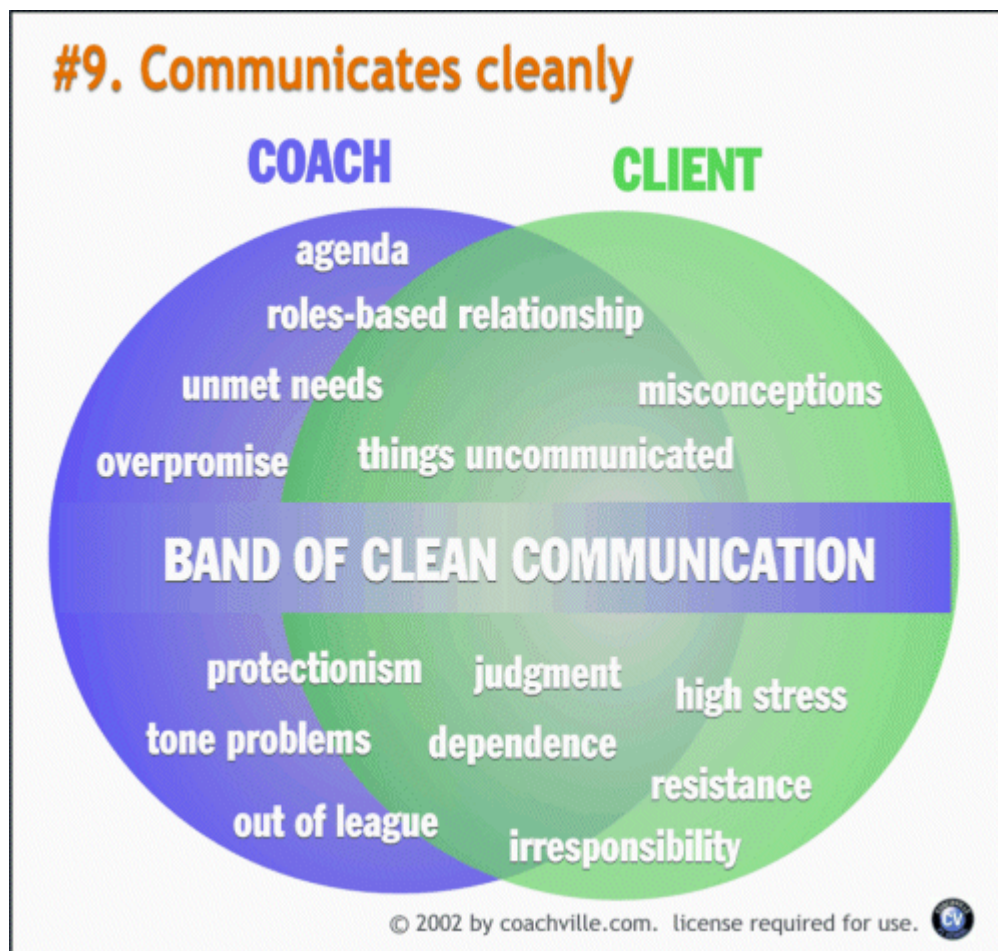 #9. Communicates cleanly
COACH
CLIENT
agenda
roles-based relationship
unmet needs
misconceptions
overpromise
things uncommunicated
BAND OF CLEAN COMMUNICATION
protectionism
judgment
high stress
tone problems
dependence
resistance
out of league
irresponsibility
© 2002 by coachville.com. license required for use.
CV